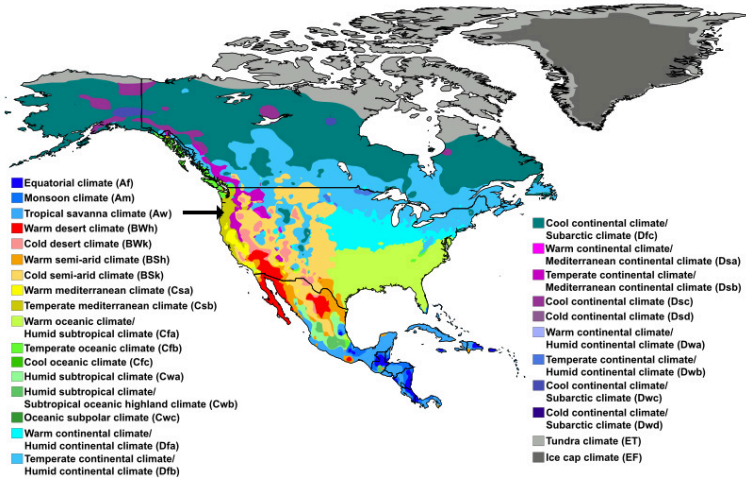 Equatorial climate (Af)
Monsoon climate (Am)
Tropical savanna climate (Aw)
Warm desert climate (BWh)
Cold desert climate (BWk)
Warm semi-arid climate (BSh)
Cold semi-arid climate (BSk)
Warm mediterranean climate (Csa)
Temperate mediterranean climate (Csb)
Warm oceanic climate/
Humid subtropical climate (Cfa)
Temperate oceanic climate (Cfb)
Cool oceanic climate (Cfc)
Humid subtropical climate (Cwa)
Humid subtropical climate/
Subtropical oceanic highland climate (Cwb)
Oceanic subpolar climate (Cwc)
Warm continental climate/
Humid continental climate (Dfa)
Temperate continental climate/
Humid continental climate (Dfb)
Cool continental climate/
Subarctic climate (Dfc)
Warm continental climate/
Mediterranean continental climate (Dsa)
Temperate continental climate/
Mediterranean continental climate (Dsb)
Cool continental climate (Dsc)
Cold continental climate (Dsd)
Warm continental climate/
Humid continental climate (Dwa)
Temperate continental climate/
Humid continental climate (Dwb)
Cool continental climate/
Subarctic climate (Dwc)
Cold continental climate/
Subarctic climate (Dwd)
Tundra climate (ET)
Ice cap climate (EF)